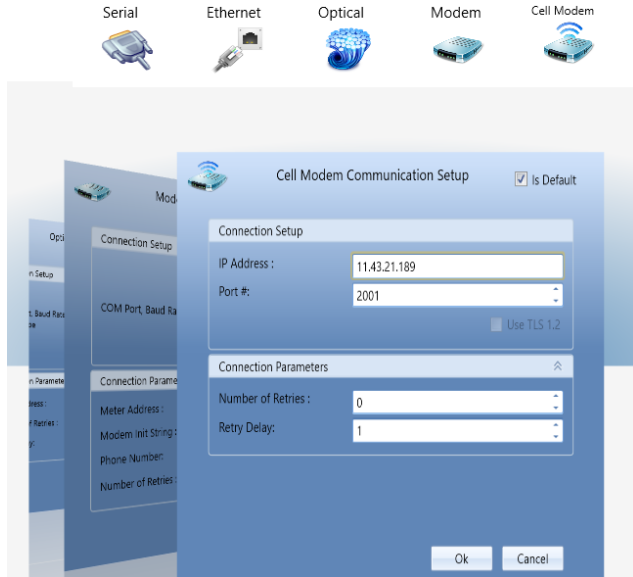 Serial Ethernet Optical Modem Cell Modem
Cell Modem Communication Setup
Is Default
Connection Setup
IP Address :
11.43.21.189
Port #:
2001
Use TLS 1.2
Connection Parameters
Number of Retries :
0
Retry Delay:
1
Ok Cancel
Mod
Connection Setup
COM Port, Baud Ra
Connection Parame
Meter Address :
Modem Init String :
Phone Number:
Number of Retries :
Opti
n Setup
t, Baud Rate
n Paramete
dress :
f Retries :
y: